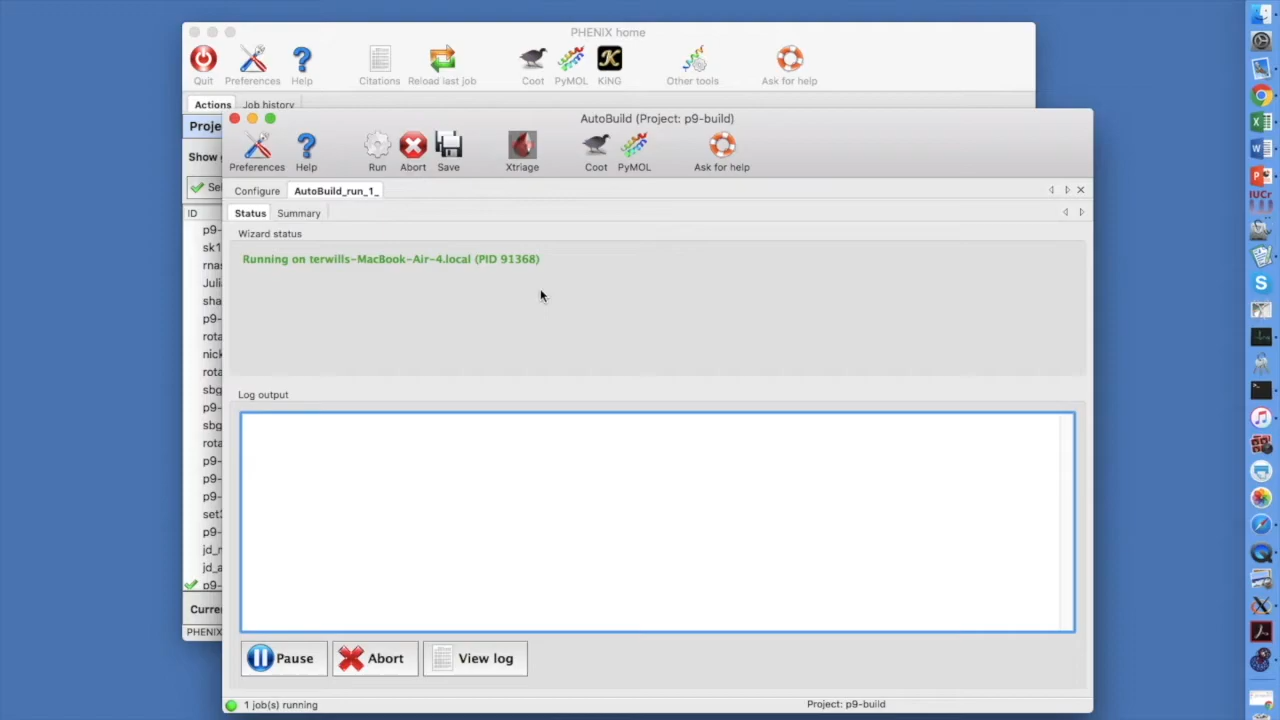 PHENIX home
Quit Preferences Help Citations Reload last job Coot PyMOL KiNG Other tools Ask for help
Actions Job history
Proje
Show g
Sel
ID
p9-
sk1
rna
Juli
sha
p9-
rota
nick
rota
sbg
p9-
sbg
rota
p9-
p9-
p9-
set
p9-
jd_r
jd_a
p9-
Curre
PHENIX
AutoBuild (Project: p9-build)
Preferences Help Run Abort Save Xtriage Coot PyMOL Ask for help
Configure AutoBuild_run_1_
Status Summary
Wizard status
Running on terwills-MacBook-Air-4.local (PID 91368)
Log output
Pause Abort View log
1 job(s) running Project: p9-build
IUCr